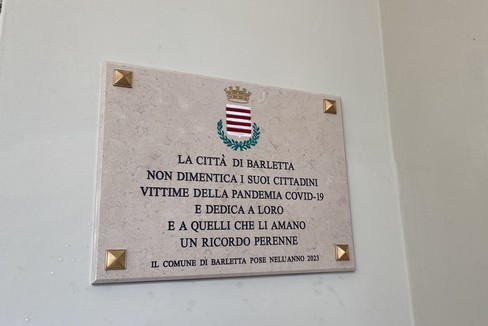 LA CITTÀ DI BARLETTA
NON DIMENTICA I SUOI CITTADINI
VITTIME DELLA PANDEMIA COVID-19
E DEDICA A LORO
E A QUELLI CHE LI AMANO
UN RICORDO PERENNE
IL COMUNE DI BARLETTA POSE NELL'ANNO 2023